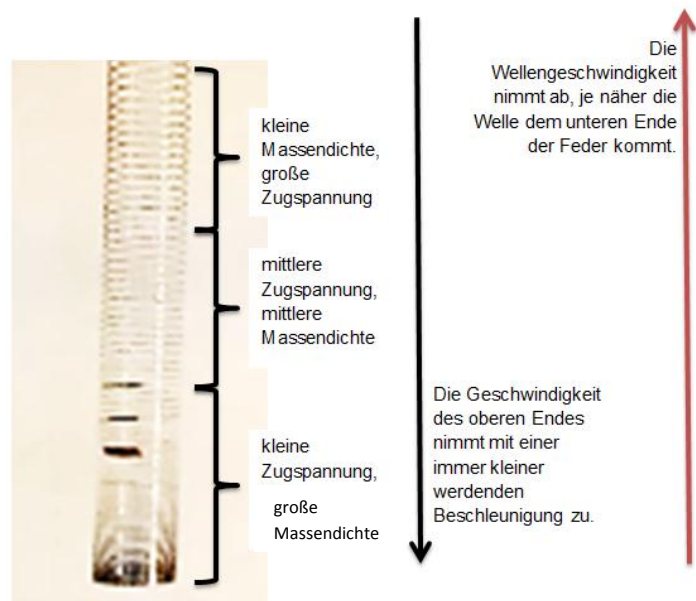 kleine
Massendichte,
große
Zugspannung
mittlere
Zugspannung,
mittlere
Massendichte
kleine
Zugspannung,
große
Massendichte
Die Geschwindigkeit
des oberen Endes
nimmt mit einer
immer kleiner
werdenden
Beschleunigung zu.
Die
Wellengeschwindigkeit
nimmt ab, je näher die
Welle dem unteren Ende
der Feder kommt.